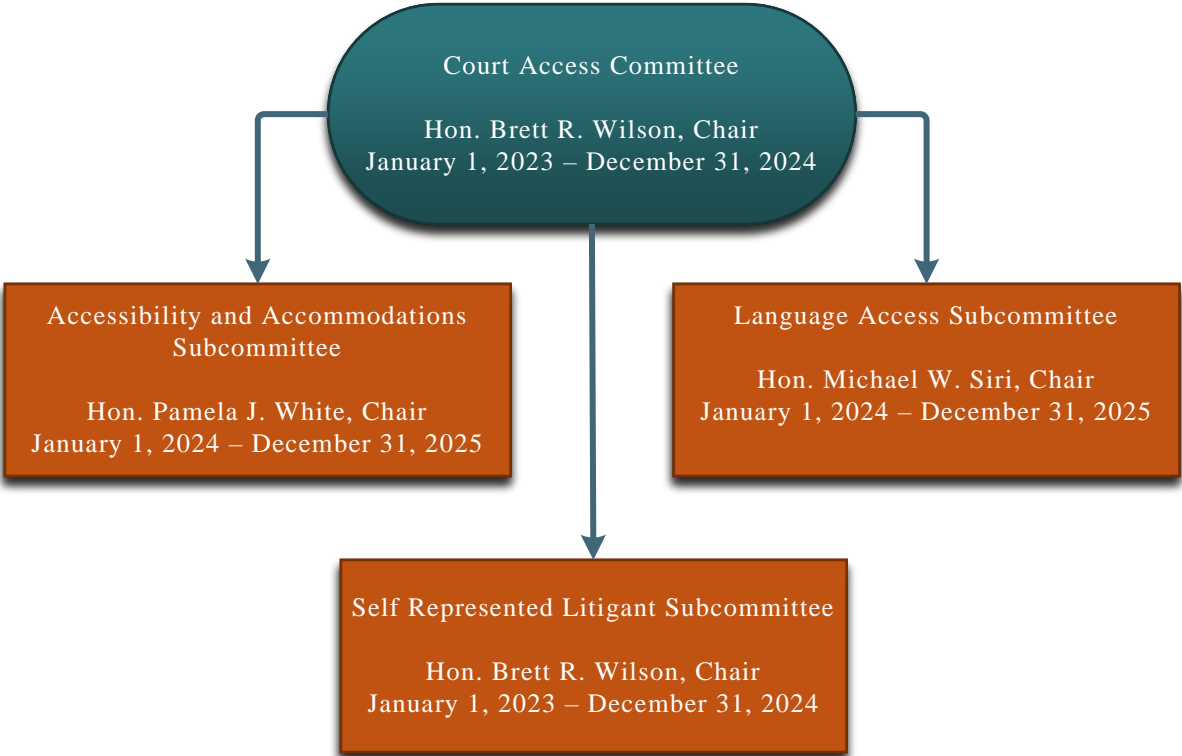 Court Access Committee
Hon. Brett R. Wilson, Chair
January 1, 2023 – December 31, 2024
Accessibility and Accommodations
Subcommittee
Hon. Pamela J. White, Chair
January 1, 2024 – December 31, 2025
Language Access Subcommittee
Hon. Michael W. Siri, Chair
January 1, 2024 – December 31, 2025
Self Represented Litigant Subcommittee
Hon. Brett R. Wilson, Chair
January 1, 2023 – December 31, 2024